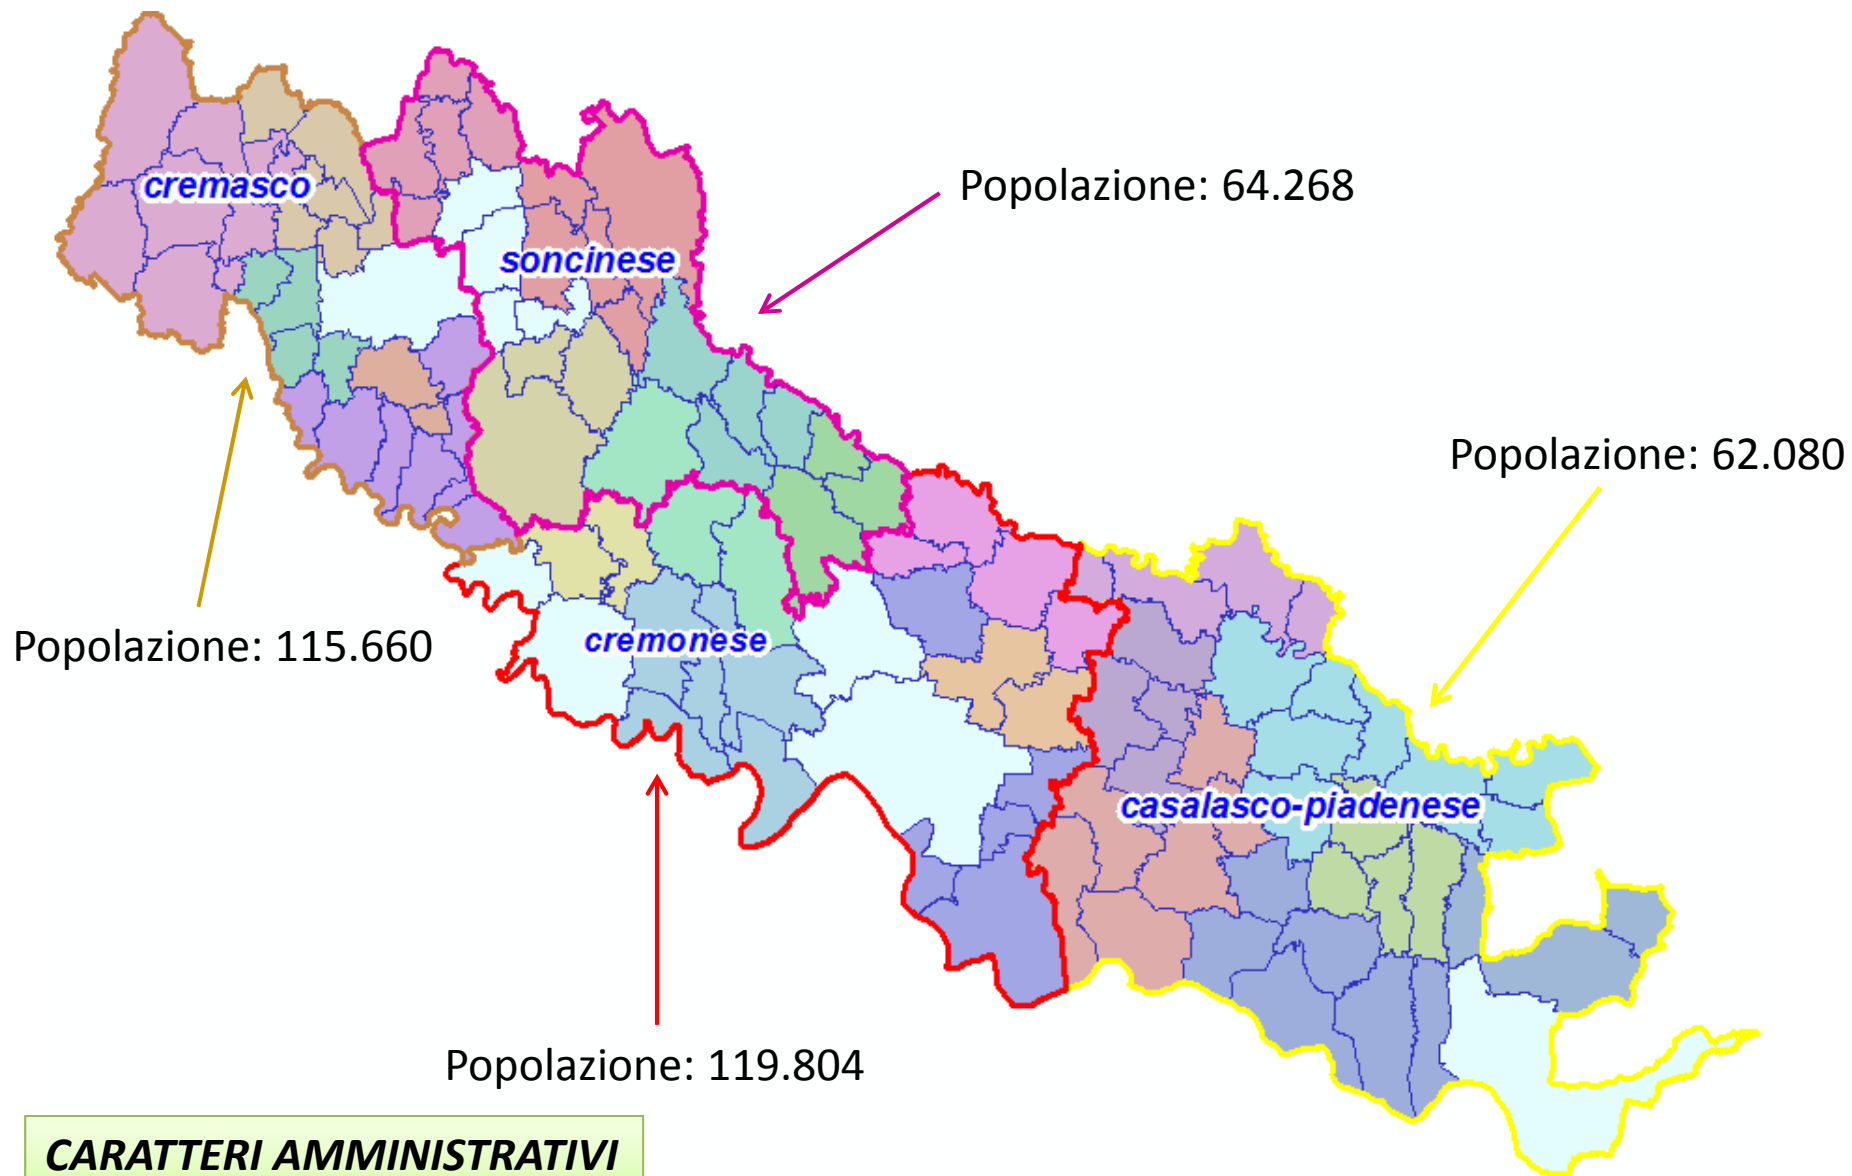 cremasco
Popolazione: 64.268
soncinese
Popolazione: 62.080
Popolazione: 115.660
cremonese
casalasco-piadenese
Popolazione: 119.804
CARATTERI AMMINISTRATIVI